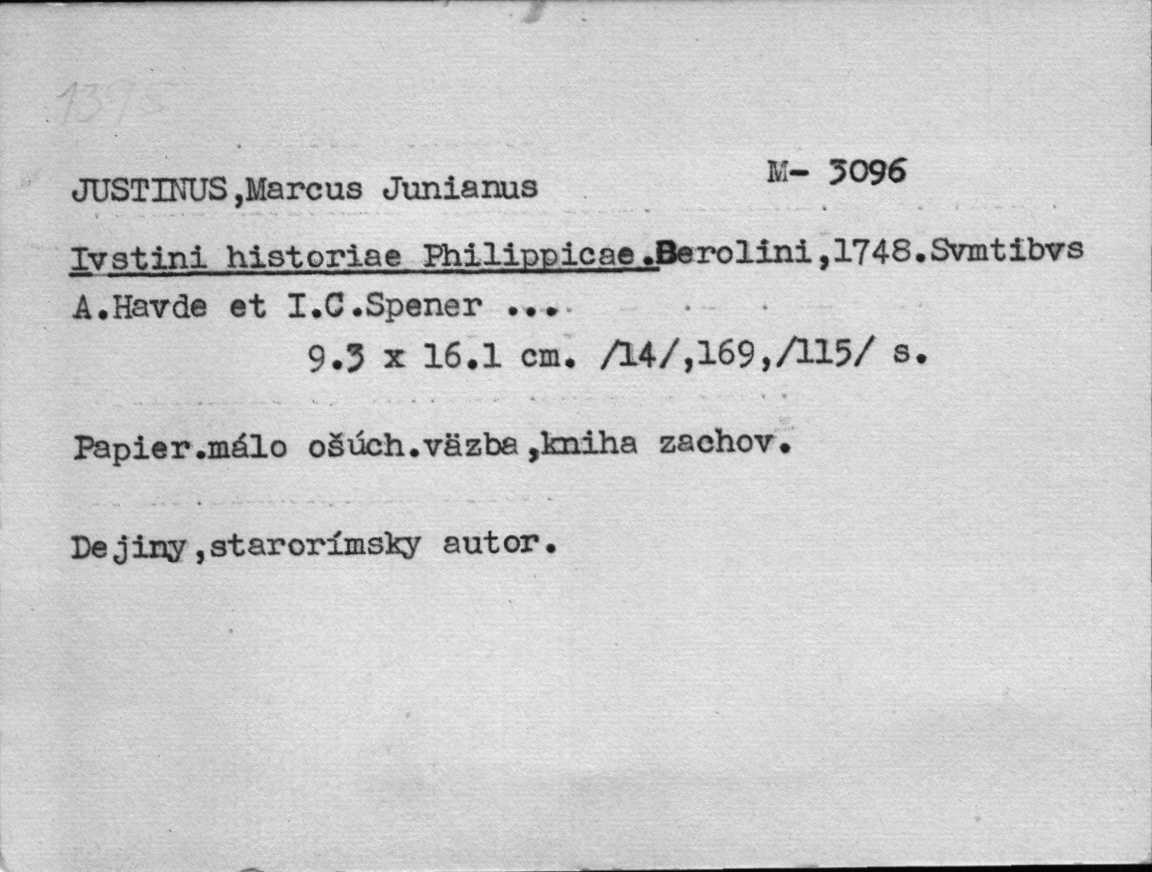 1395
JUSTINUS,Marcus Junianus M- 3096
Ivstini historiae Philippicae.Berolini,1748.Svmtibvs
A.Havde et I.C.Spener ...
9.3 x 16.1 cm. /14/,169,/115/ s.
Papier.málo ošúch.väzba,kniha zachov.
Dejiny,starorímsky autor.